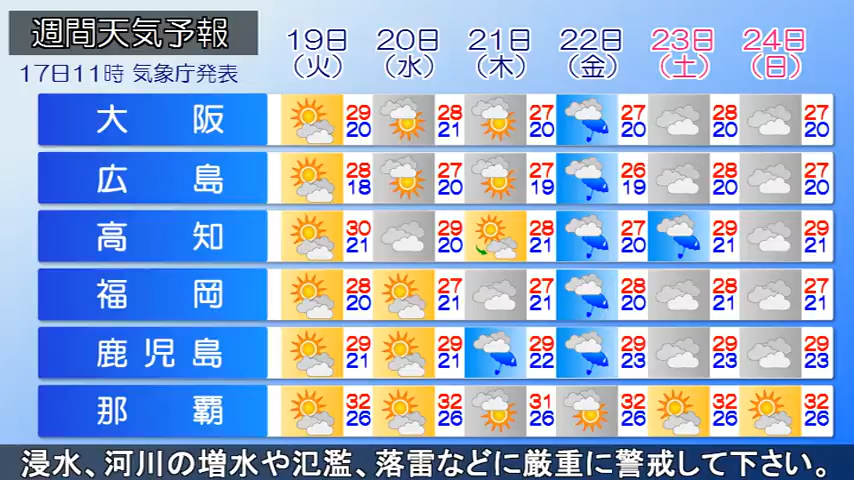 週間天気予報
17日11時 気象庁発表
19日 20日 21日 22日 23日 24日
(火) (水) (木) (金) (土) (日)
大阪 29 20 28 21 27 20 27 20 28 20 27 20
広島 28 18 27 20 27 19 26 19 28 20 27 20
高知 30 21 29 20 28 21 27 20 29 21 29 21
福岡 28 20 27 21 27 21 28 20 28 21 27 21
鹿児島 29 21 29 21 29 22 29 23 29 23 29 23
那覇 32 26 32 26 31 26 32 26 32 26 32 26
浸水、河川の増水や氾濫、落雷などに厳重に警戒して下さい。